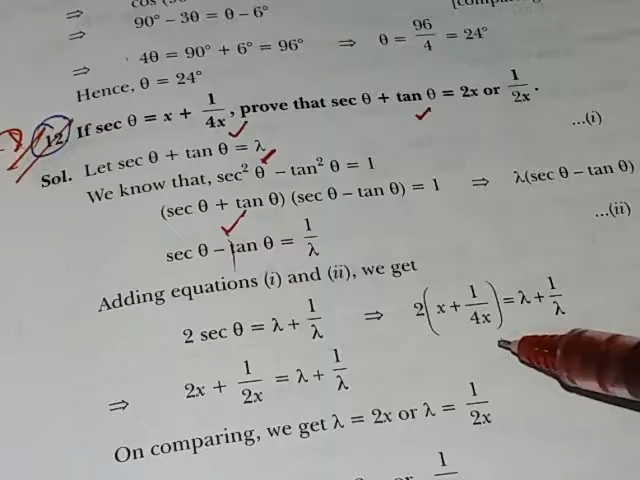 ⇒ cos
⇒ 90° − 3θ = θ − 6°
⇒ 4θ = 90° + 6° = 96° ⇒ θ = 96/4 = 24°
Hence, θ = 24°
12. If sec θ = x + 1/4x, prove that sec θ + tan θ = 2x or 1/2x.
Sol. Let sec θ + tan θ = λ ...(i)
We know that, sec² θ − tan² θ = 1
(sec θ + tan θ) (sec θ − tan θ) = 1 ⇒ λ(sec θ − tan θ)
sec θ − tan θ = 1/λ ...(ii)
Adding equations (i) and (ii), we get
2 sec θ = λ + 1/λ ⇒ 2(x + 1/4x) = λ + 1/λ
⇒ 2x + 1/2x = λ + 1/λ
On comparing, we get λ = 2x or λ = 1/2x
or 1